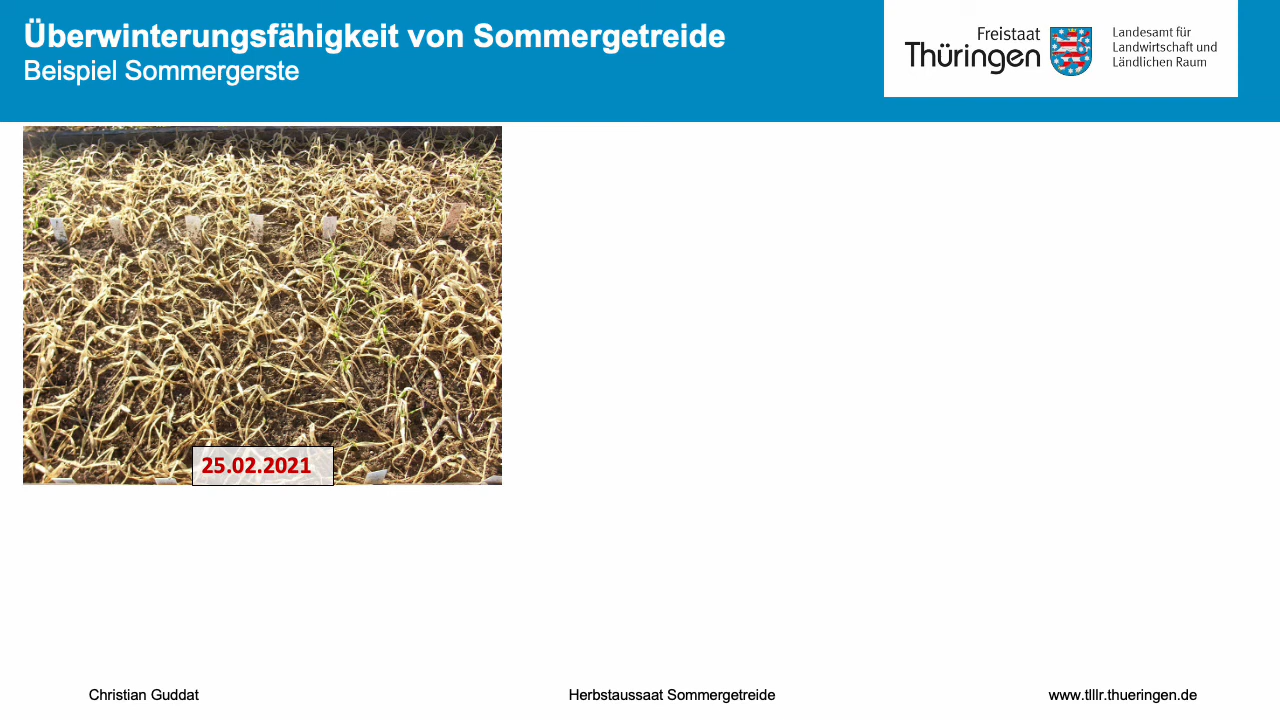 Überwinterungsfähigkeit von Sommergetreide
Beispiel Sommergerste
Freistaat
Thüringen
Landesamt für
Landwirtschaft und
Ländlichen Raum
25.02.2021
Christian Guddat
Herbstaussaat Sommergetreide
www.tlllr.thueringen.de